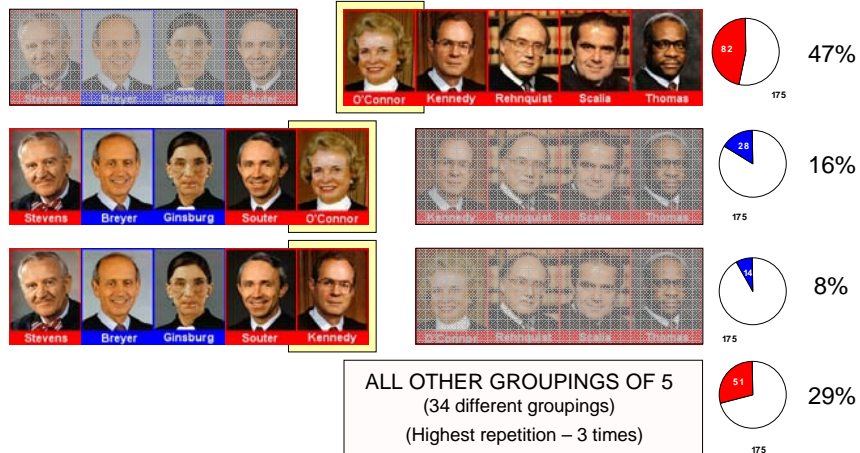 Stevens Breyer Ginsburg Souter
O'Connor Kennedy Rehnquist Scalia Thomas
82
175
47%
Stevens Breyer Ginsburg Souter O'Connor
Kennedy Rehnquist Scalia Thomas
28
175
16%
Stevens Breyer Ginsburg Souter Kennedy
O'Connor Rehnquist Scalia Thomas
14
175
8%
ALL OTHER GROUPINGS OF 5
(34 different groupings)
(Highest repetition – 3 times)
51
175
29%